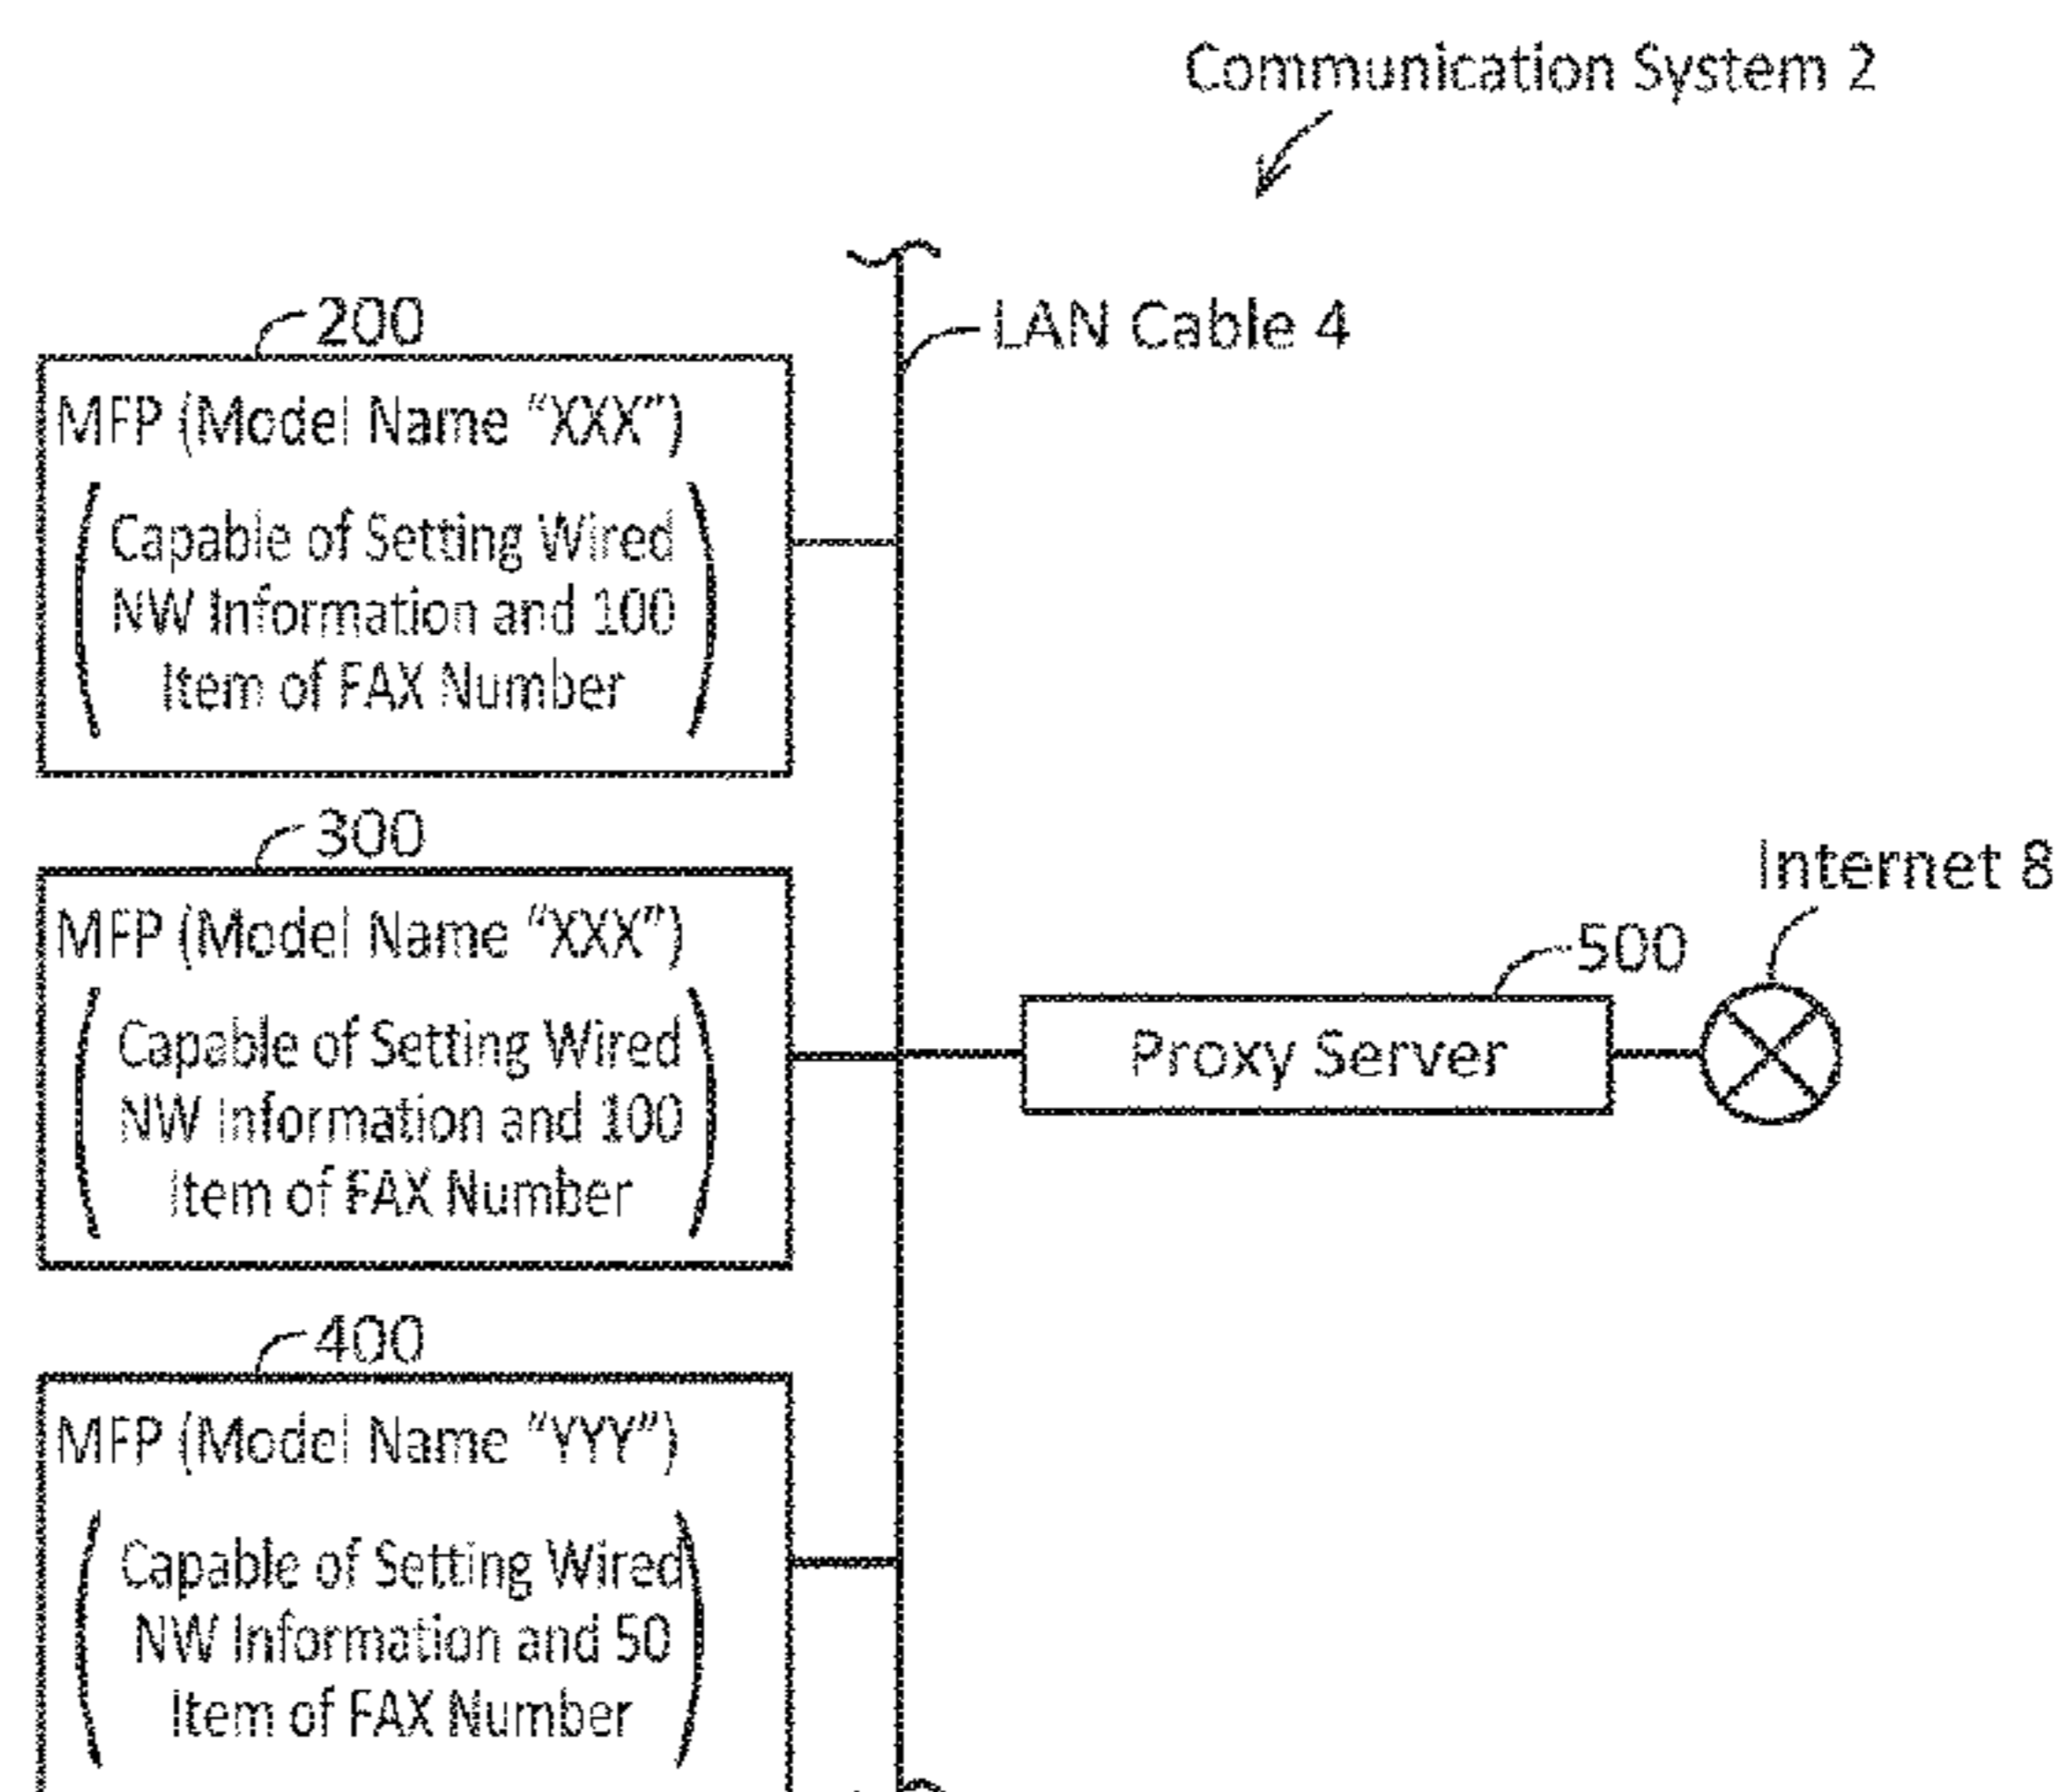 Communication System 2
LAN Cable 4
200
MFP (Model Name “XXX”)
Capable of Setting Wired
NW Information and 100
Item of FAX Number
300
MFP (Model Name “XXX”)
Capable of Setting Wired
NW Information and 100
Item of FAX Number
Internet 8
500
Proxy Server
400
MFP (Model Name “YYY”)
Capable of Setting Wired
NW Information and 50
Item of FAX Number